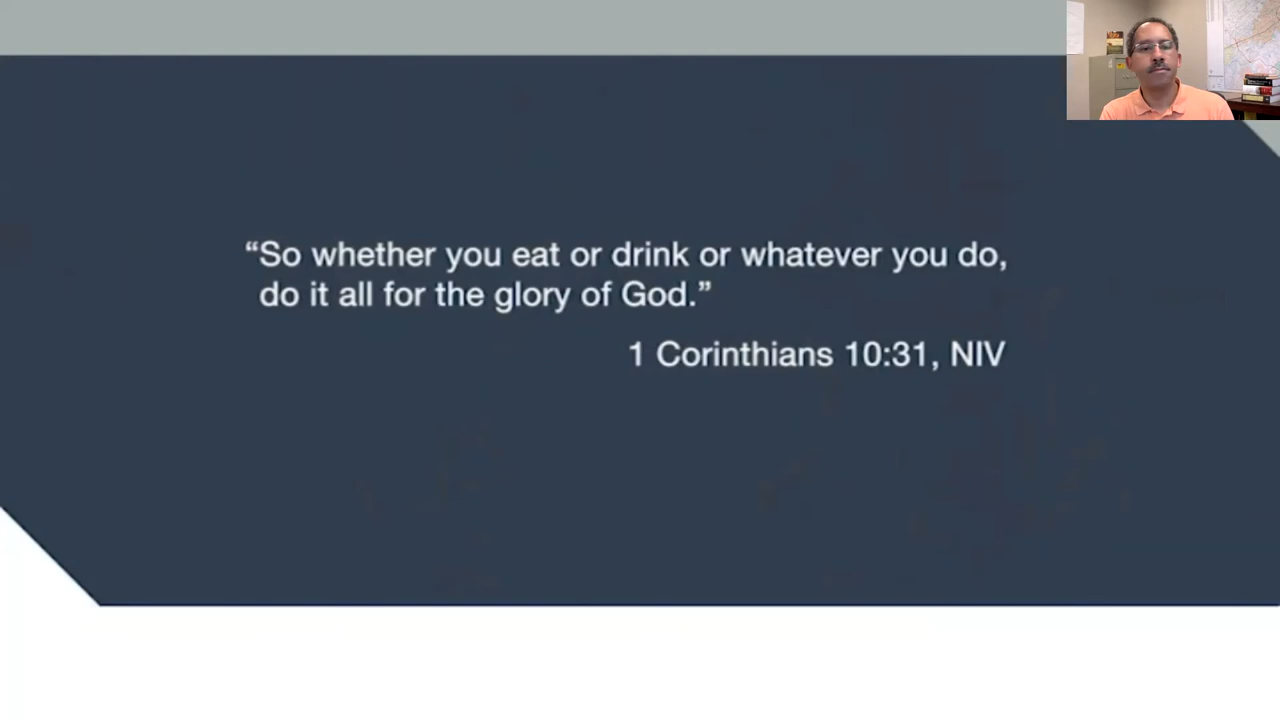 “So whether you eat or drink or whatever you do,
do it all for the glory of God.”
1 Corinthians 10:31, NIV